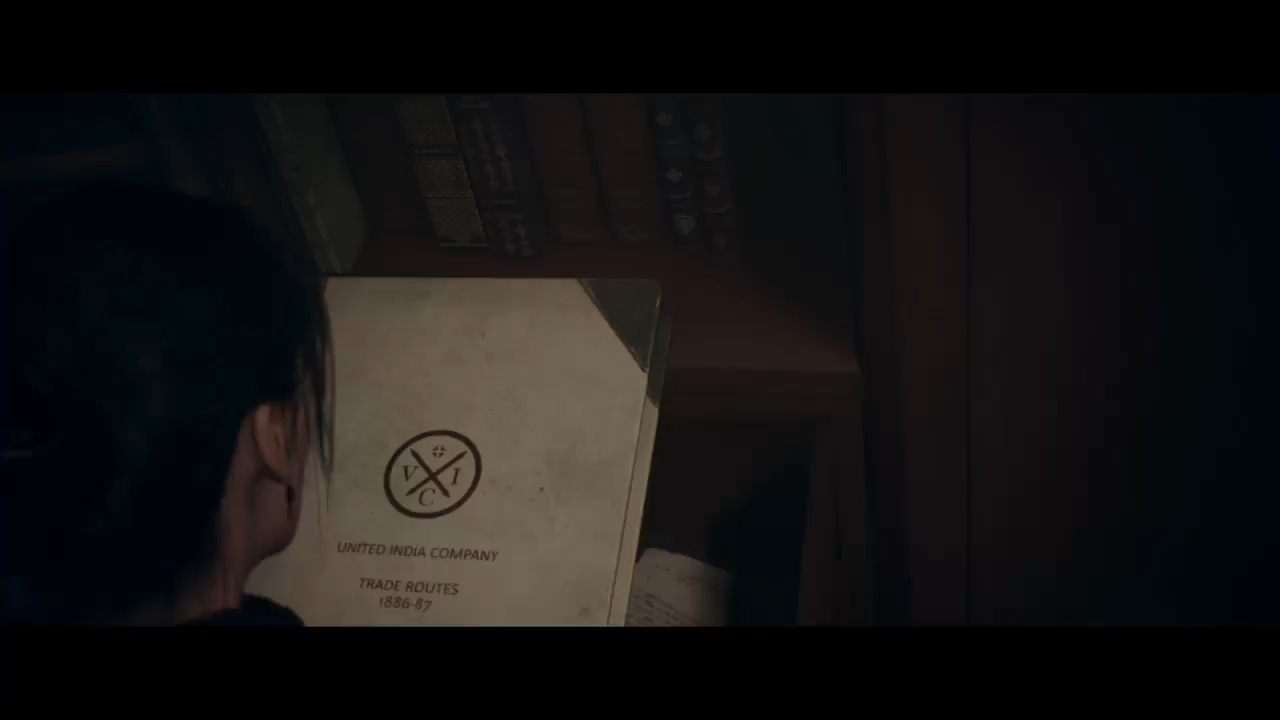 V I
C
UNITED INDIA COMPANY
TRADE ROUTES
1886-87